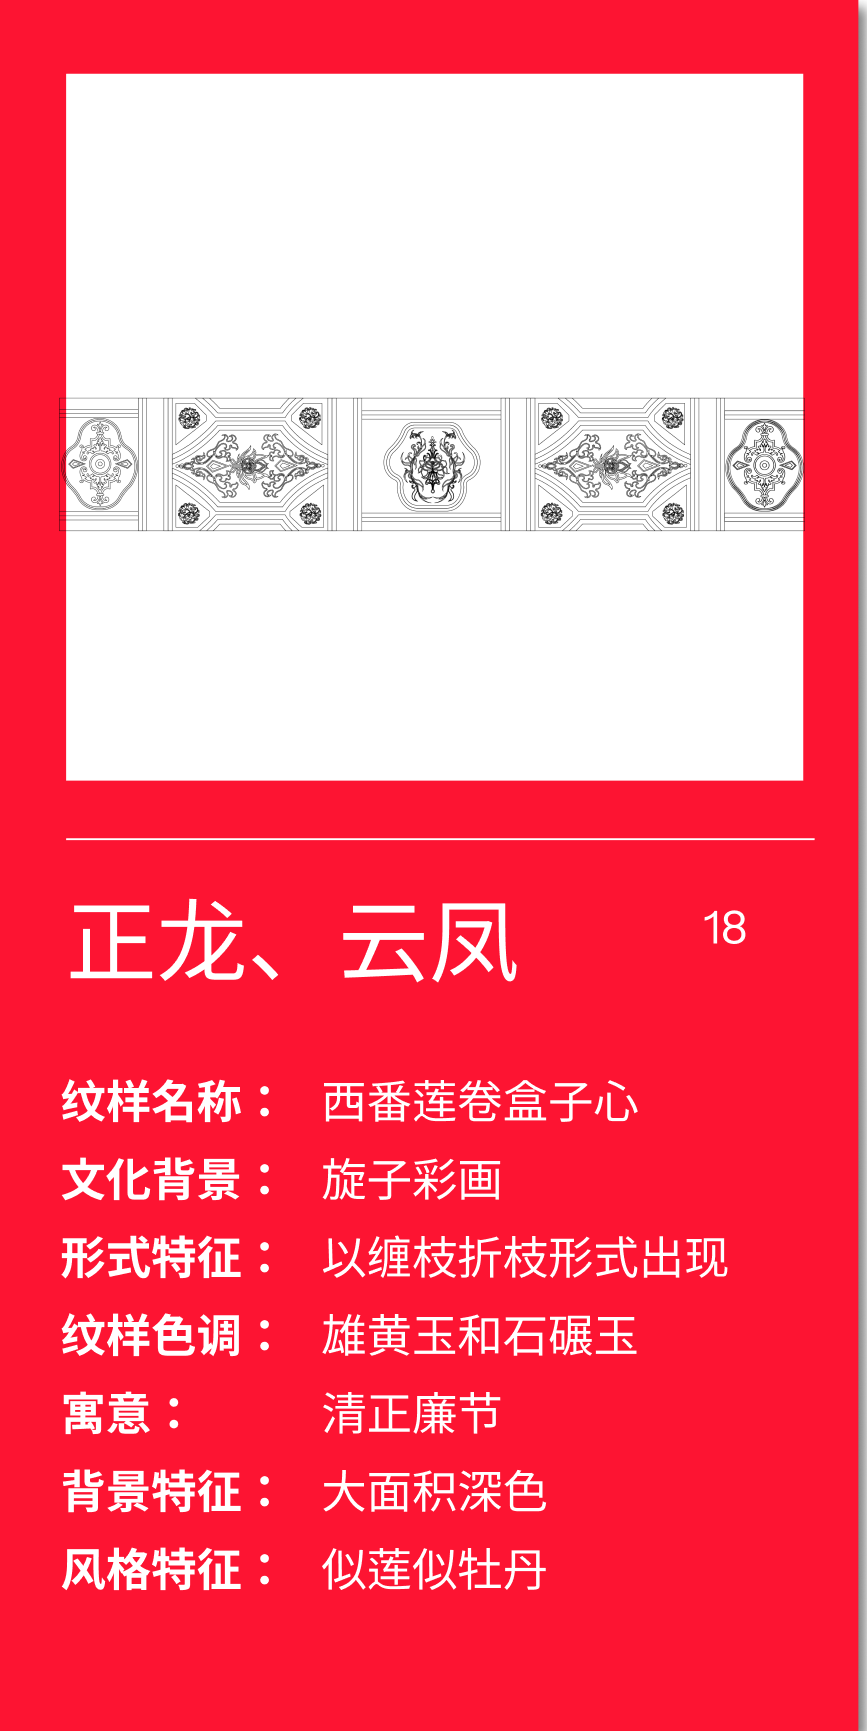 正龙、云凤
18
纹样名称： 西番莲卷盒子心
文化背景： 旋子彩画
形式特征： 以缠枝折枝形式出现
纹样色调： 雄黄玉和石碾玉
寓意： 清正廉节
背景特征： 大面积深色
风格特征： 似莲似牡丹